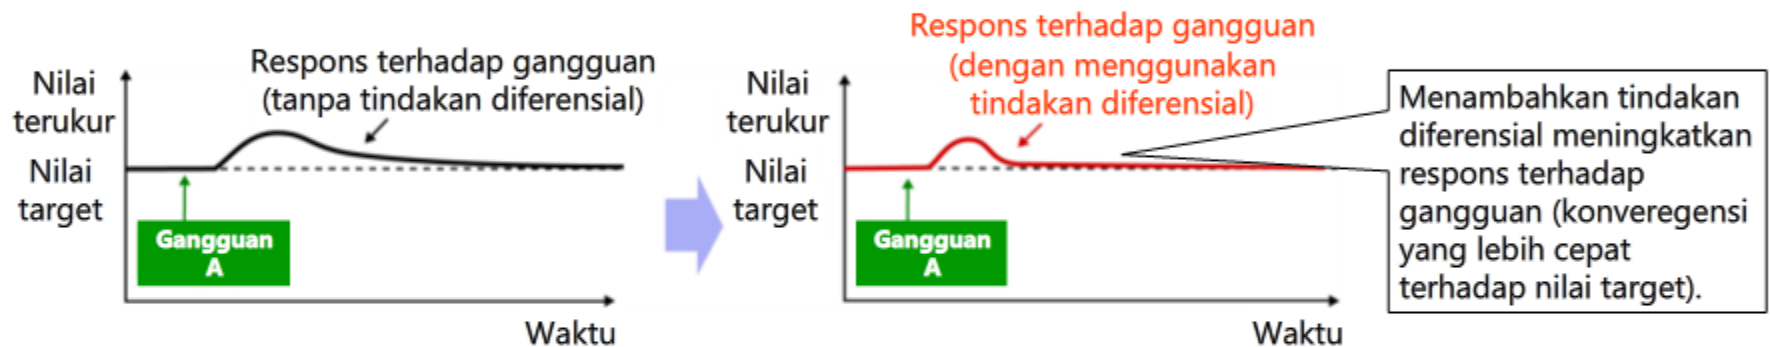 Respons terhadap gangguan
(tanpa tindakan diferensial)
Nilai
terukur
Nilai
target
Gangguan
A
Waktu
Respons terhadap gangguan
(dengan menggunakan
tindakan diferensial)
Nilai
terukur
Nilai
target
Gangguan
A
Waktu
Menambahkan tindakan
diferensial meningkatkan
respons terhadap
gangguan (konveregensi
yang lebih cepat
terhadap nilai target).